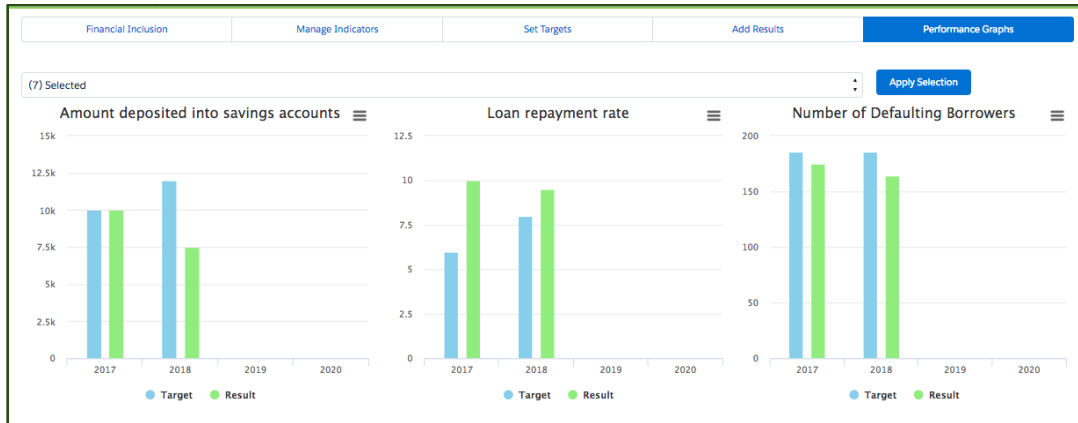 Financial Inclusion
Manage Indicators
Set Targets
Add Results
Performance Graphs
(7) Selected
Apply Selection
Amount deposited into savings accounts
15k
12.5k
10k
7.5k
5k
2.5k
0
2017 2018 2019 2020
Target Result
Loan repayment rate
12.5
10
7.5
5
2.5
0
2017 2018 2019 2020
Target Result
Number of Defaulting Borrowers
200
150
100
50
0
2017 2018 2019 2020
Target Result